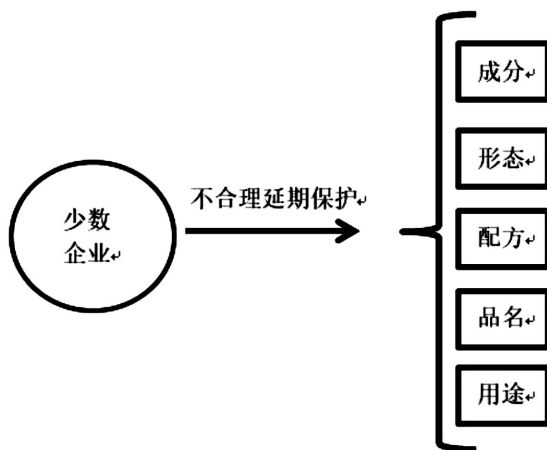 少数
企业
不合理延期保护
成分
形态
配方
品名
用途